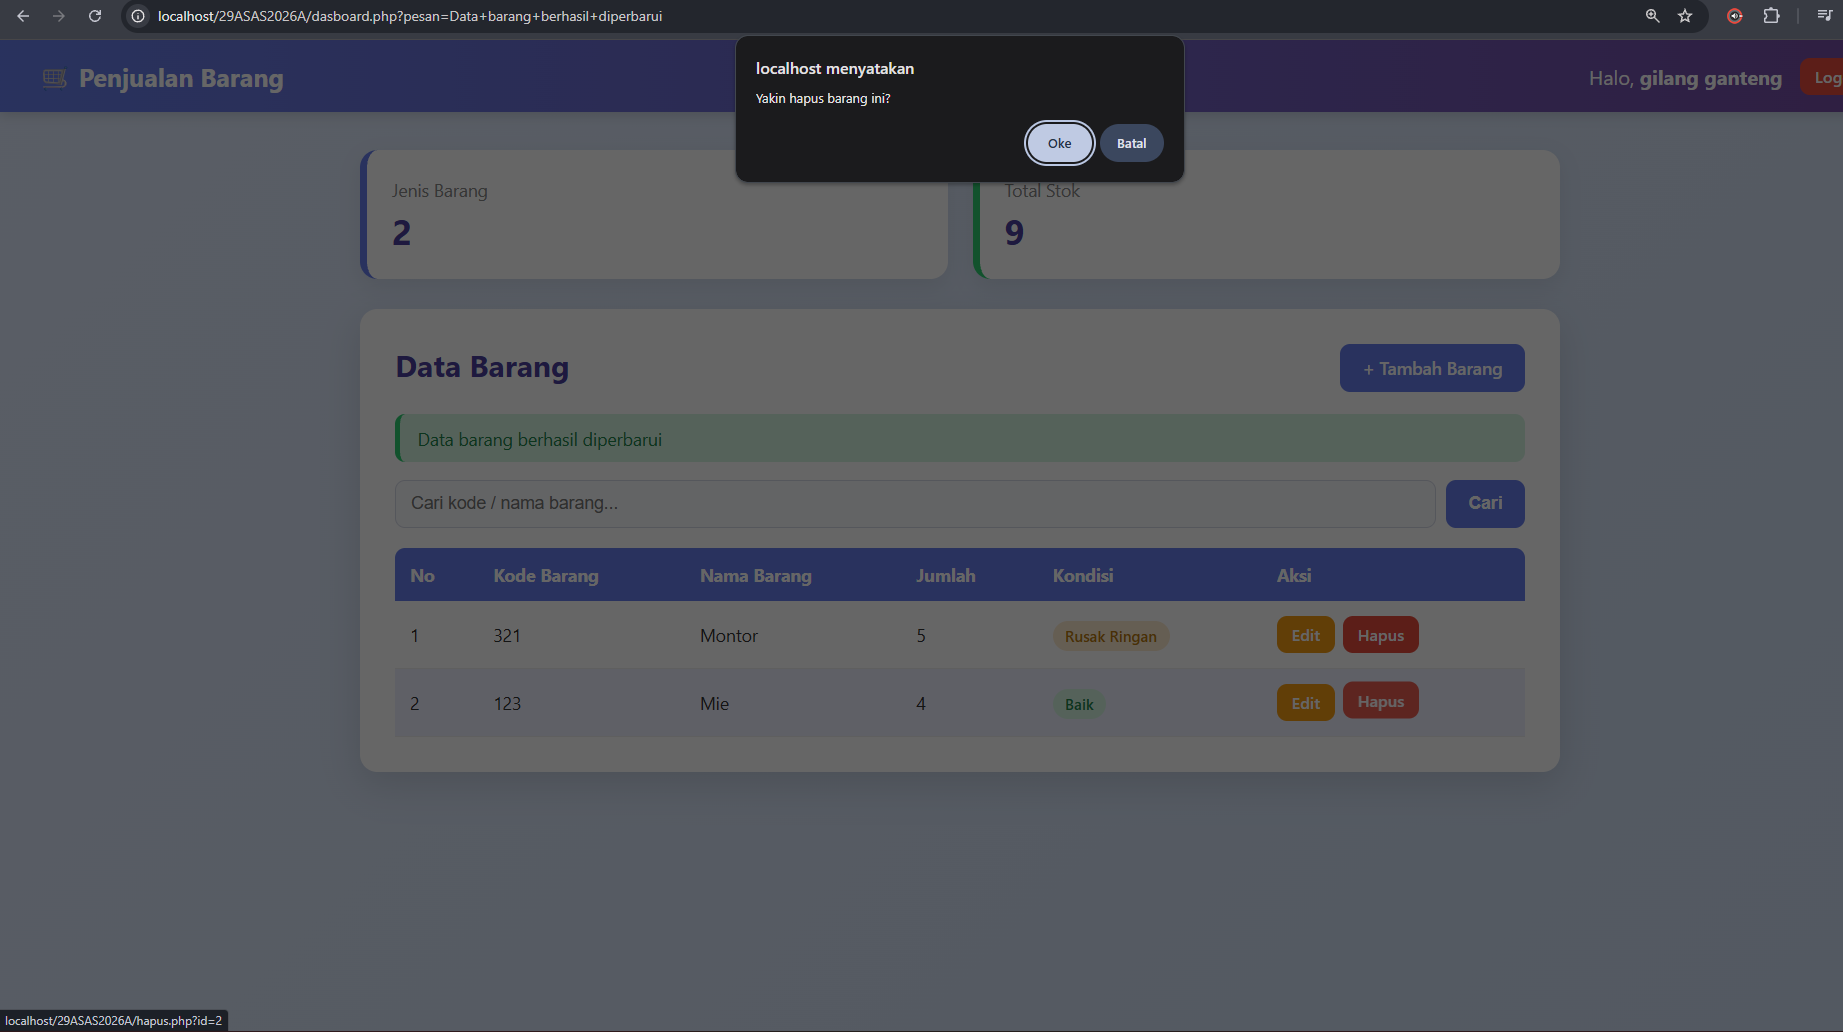 localhost/29ASAS2026A/dasboard.php?pesan=Data+barang+berhasil+diperbarui
localhost menyatakan
Yakin hapus barang ini?
Oke
Batal
Penjualan Barang
Halo, gilang ganteng
Log
Jenis Barang
2
Total Stok
9
Data Barang
+ Tambah Barang
Data barang berhasil diperbarui
Cari kode / nama barang...
Cari
No Kode Barang Nama Barang Jumlah Kondisi Aksi
1 321 Montor 5 Rusak Ringan Edit Hapus
2 123 Mie 4 Baik Edit Hapus
localhost/29ASAS2026A/hapus.php?id=2